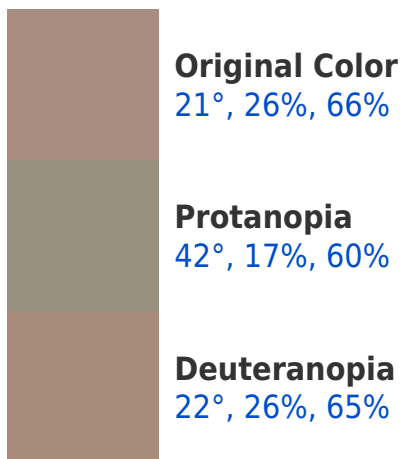 Original Color
21°, 26%, 66%
Protanopia
42°, 17%, 60%
Deuteranopia
22°, 26%, 65%